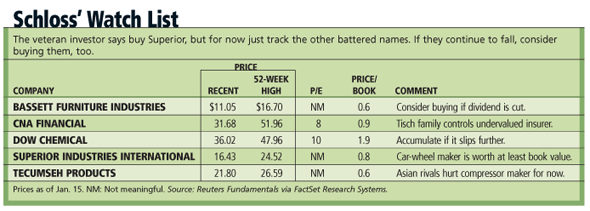 Schloss' Watch List
The veteran investor says buy Superior, but for now just track the other battered names. If they continue to fall, consider
buying them, too.
PRICE
52-WEEK PRICE/
COMPANY RECENT HIGH P/E BOOK COMMENT
BASSETT FURNITURE INDUSTRIES $11.05 $16.70 NM 0.6 Consider buying if dividend is cut.
CNA FINANCIAL 31.68 51.96 8 0.9 Tisch family controls undervalued insurer.
DOW CHEMICAL 36.02 47.96 10 1.9 Accumulate if it slips further.
SUPERIOR INDUSTRIES INTERNATIONAL 16.43 24.52 NM 0.8 Car-wheel maker is worth at least book value.
TECUMSEH PRODUCTS 21.80 26.59 NM 0.6 Asian rivals hurt compressor maker for now.
Prices as of Jan. 15. NM: Not meaningful. Source: Reuters Fundamentals via FactSet Research Systems.